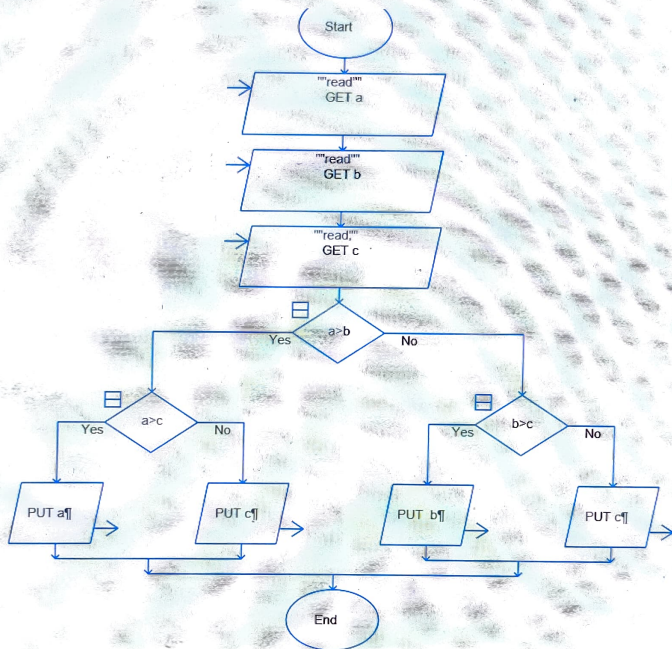 Start
""read""
GET a
""read""
GET b
""read,"
GET c
a>b
Yes
No
a>c
Yes
No
b>c
Yes
No
PUT a¶
PUT c¶
PUT b¶
PUT c¶
End